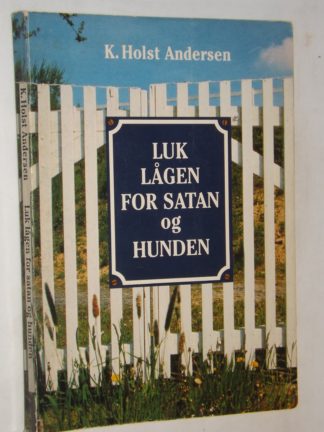 K. Holst Andersen
LUK
LÅGEN
FOR SATAN
og
HUNDEN
K. Holst Andersen
Luk lågen for satan og hunden